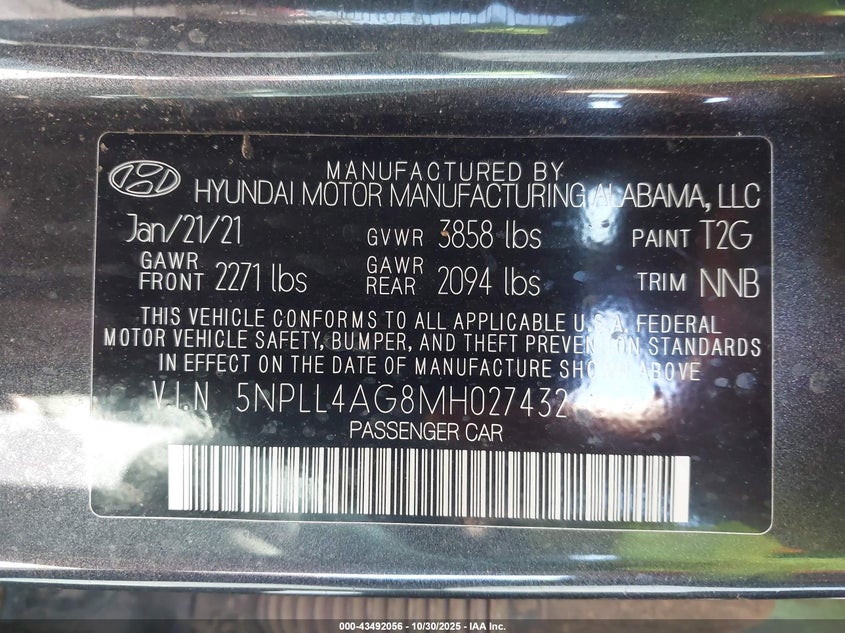 MANUFACTURED BY
HYUNDAI MOTOR MANUFACTURING ALABAMA, LLC
Jan/21/21 GVWR 3858 lbs PAINT T2G
GAWR FRONT 2271 lbs GAWR REAR 2094 lbs TRIM NNB
THIS VEHICLE CONFORMS TO ALL APPLICABLE U.S.A. FEDERAL
MOTOR VEHICLE SAFETY, BUMPER, AND THEFT PREVENTION STANDARDS
IN EFFECT ON THE DATE OF MANUFACTURE SHOWN ABOVE
V.I.N 5NPLL4AG8MH027432
PASSENGER CAR
000-43492056 - 10/30/2025 - IAA Inc.